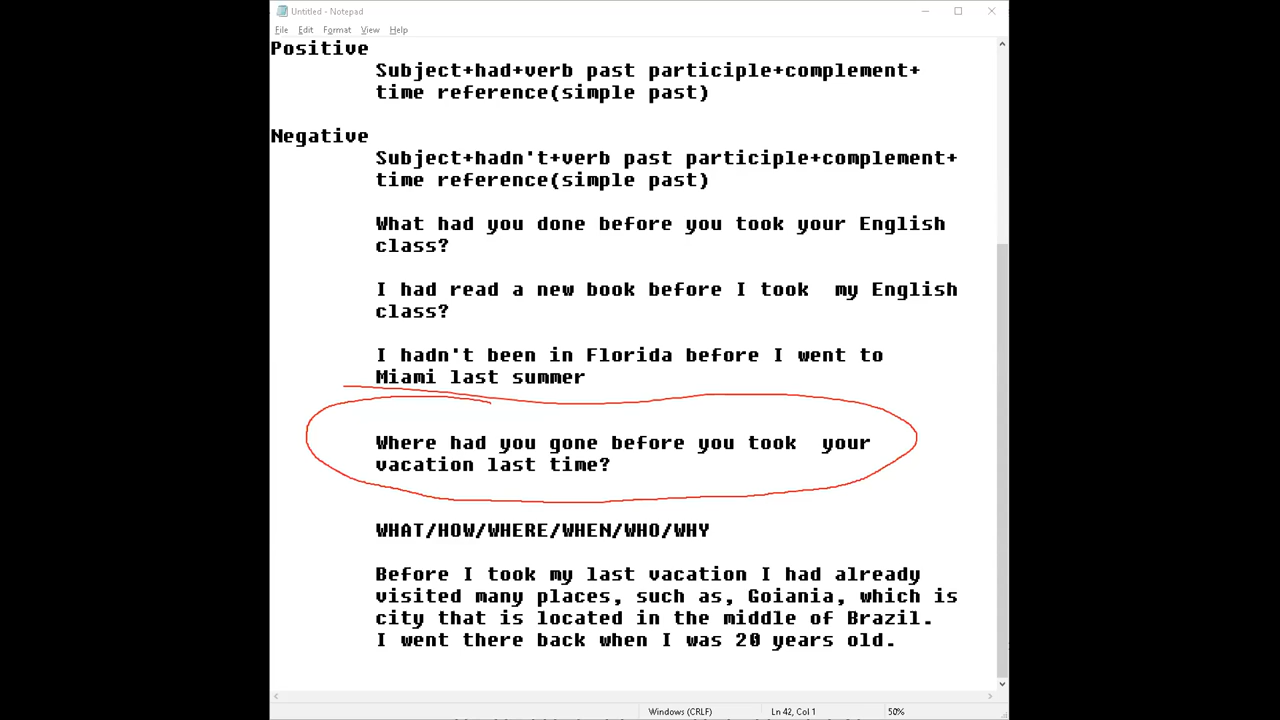 Untitled - Notepad
File Edit Format View Help
Positive
Subject+had+verb past participle+complement+
time reference(simple past)
Negative
Subject+hadn't+verb past participle+complement+
time reference(simple past)
What had you done before you took your English
class?
I had read a new book before I took  my English
class?
I hadn't been in Florida before I went to
Miami last summer
Where had you gone before you took  your
vacation last time?
WHAT/HOW/WHERE/WHEN/WHO/WHY
Before I took my last vacation I had already
visited many places, such as, Goiania, which is
city that is located in the middle of Brazil.
I went there back when I was 20 years old.
Windows (CRLF) Ln 42, Col 1 50%